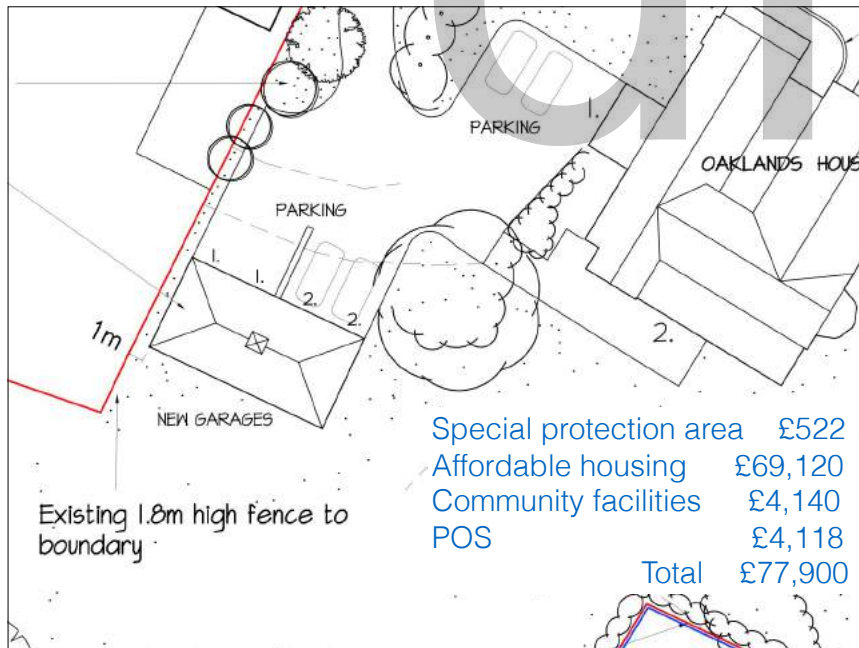 1.
PARKING
OAKLANDS HOUS
PARKING
1.
1.
2.
2.
1m
2.
NEW GARAGES
Special protection area £522
Affordable housing £69,120
Community facilities £4,140
POS £4,118
Total £77,900
Existing 1.8m high fence to
boundary